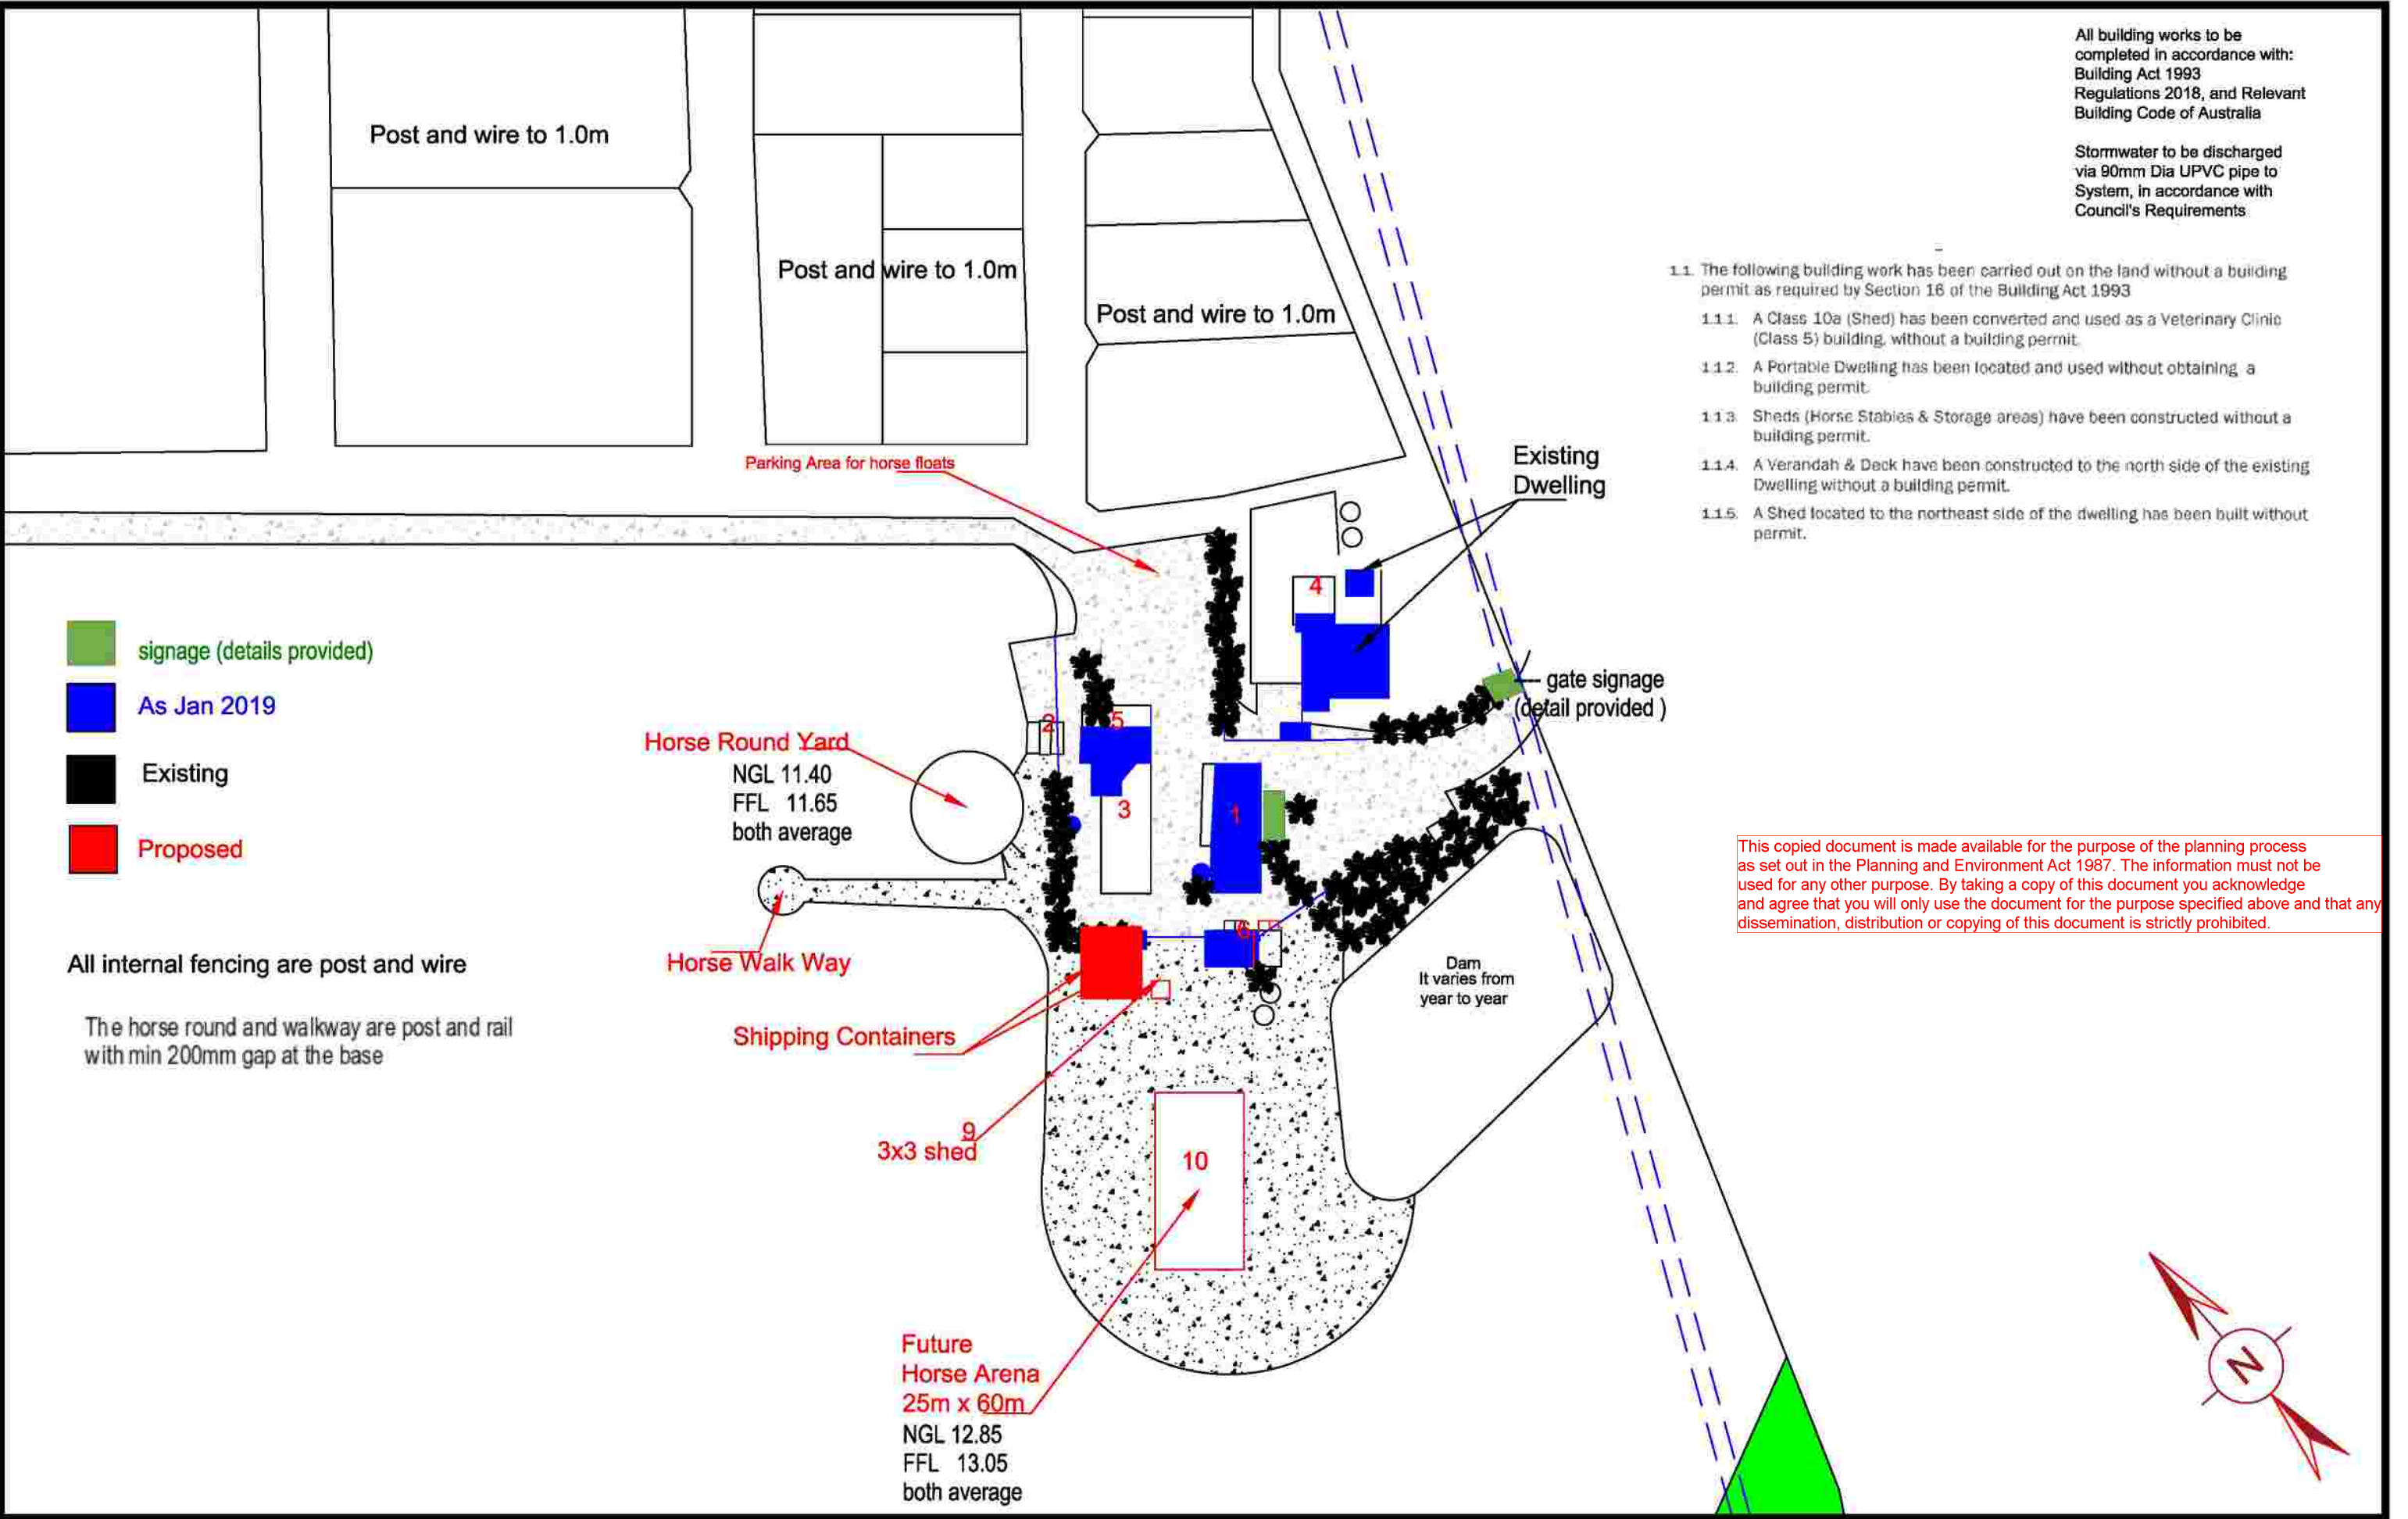 All building works to be
completed in accordance with:
Building Act 1993
Regulations 2018, and Relevant
Building Code of Australia
Stormwater to be discharged
via 90mm Dia UPVC pipe to
System, in accordance with
Council's Requirements
1.1. The following building work has been carried out on the land without a building
permit as required by Section 16 of the Building Act 1993
1.1.1. A Class 10a (Shed) has been converted and used as a Veterinary Clinic
(Class 5) building, without a building permit.
1.1.2. A Portable Dwelling has been located and used without obtaining a
building permit.
1.1.3. Sheds (Horse Stables & Storage areas) have been constructed without a
building permit.
1.1.4. A Verandah & Deck have been constructed to the north side of the existing
Dwelling without a building permit.
1.1.5. A Shed located to the northeast side of the dwelling has been built without
permit.
Post and wire to 1.0m
Post and wire to 1.0m
Post and wire to 1.0m
Parking Area for horse floats
Existing
Dwelling
4
signage (details provided)
As Jan 2019
Existing
Proposed
gate signage
(detail provided )
2
5
Horse Round Yard
NGL 11.40
FFL 11.65
both average
3
1
This copied document is made available for the purpose of the planning process
as set out in the Planning and Environment Act 1987. The information must not be
used for any other purpose. By taking a copy of this document you acknowledge
and agree that you will only use the document for the purpose specified above and that any
dissemination, distribution or copying of this document is strictly prohibited.
6
Horse Walk Way
All internal fencing are post and wire
Dam
It varies from
year to year
The horse round and walkway are post and rail
with min 200mm gap at the base
Shipping Containers
9
3x3 shed
10
Future
Horse Arena
25m x 60m
NGL 12.85
FFL 13.05
both average
N